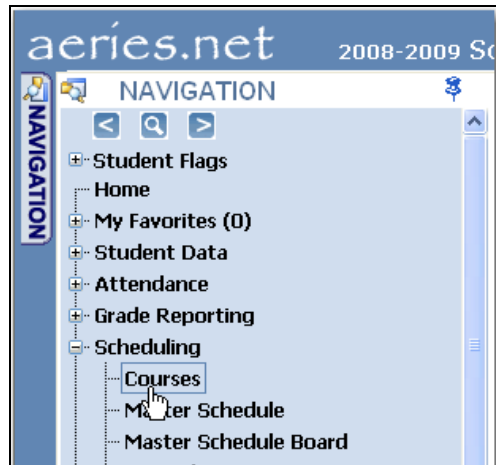 aeries.net 2008-2009 Sc
NAVIGATION
NAVIGATION
< >
Student Flags
Home
My Favorites (0)
Student Data
Attendance
Grade Reporting
Scheduling
Courses
Master Schedule
Master Schedule Board